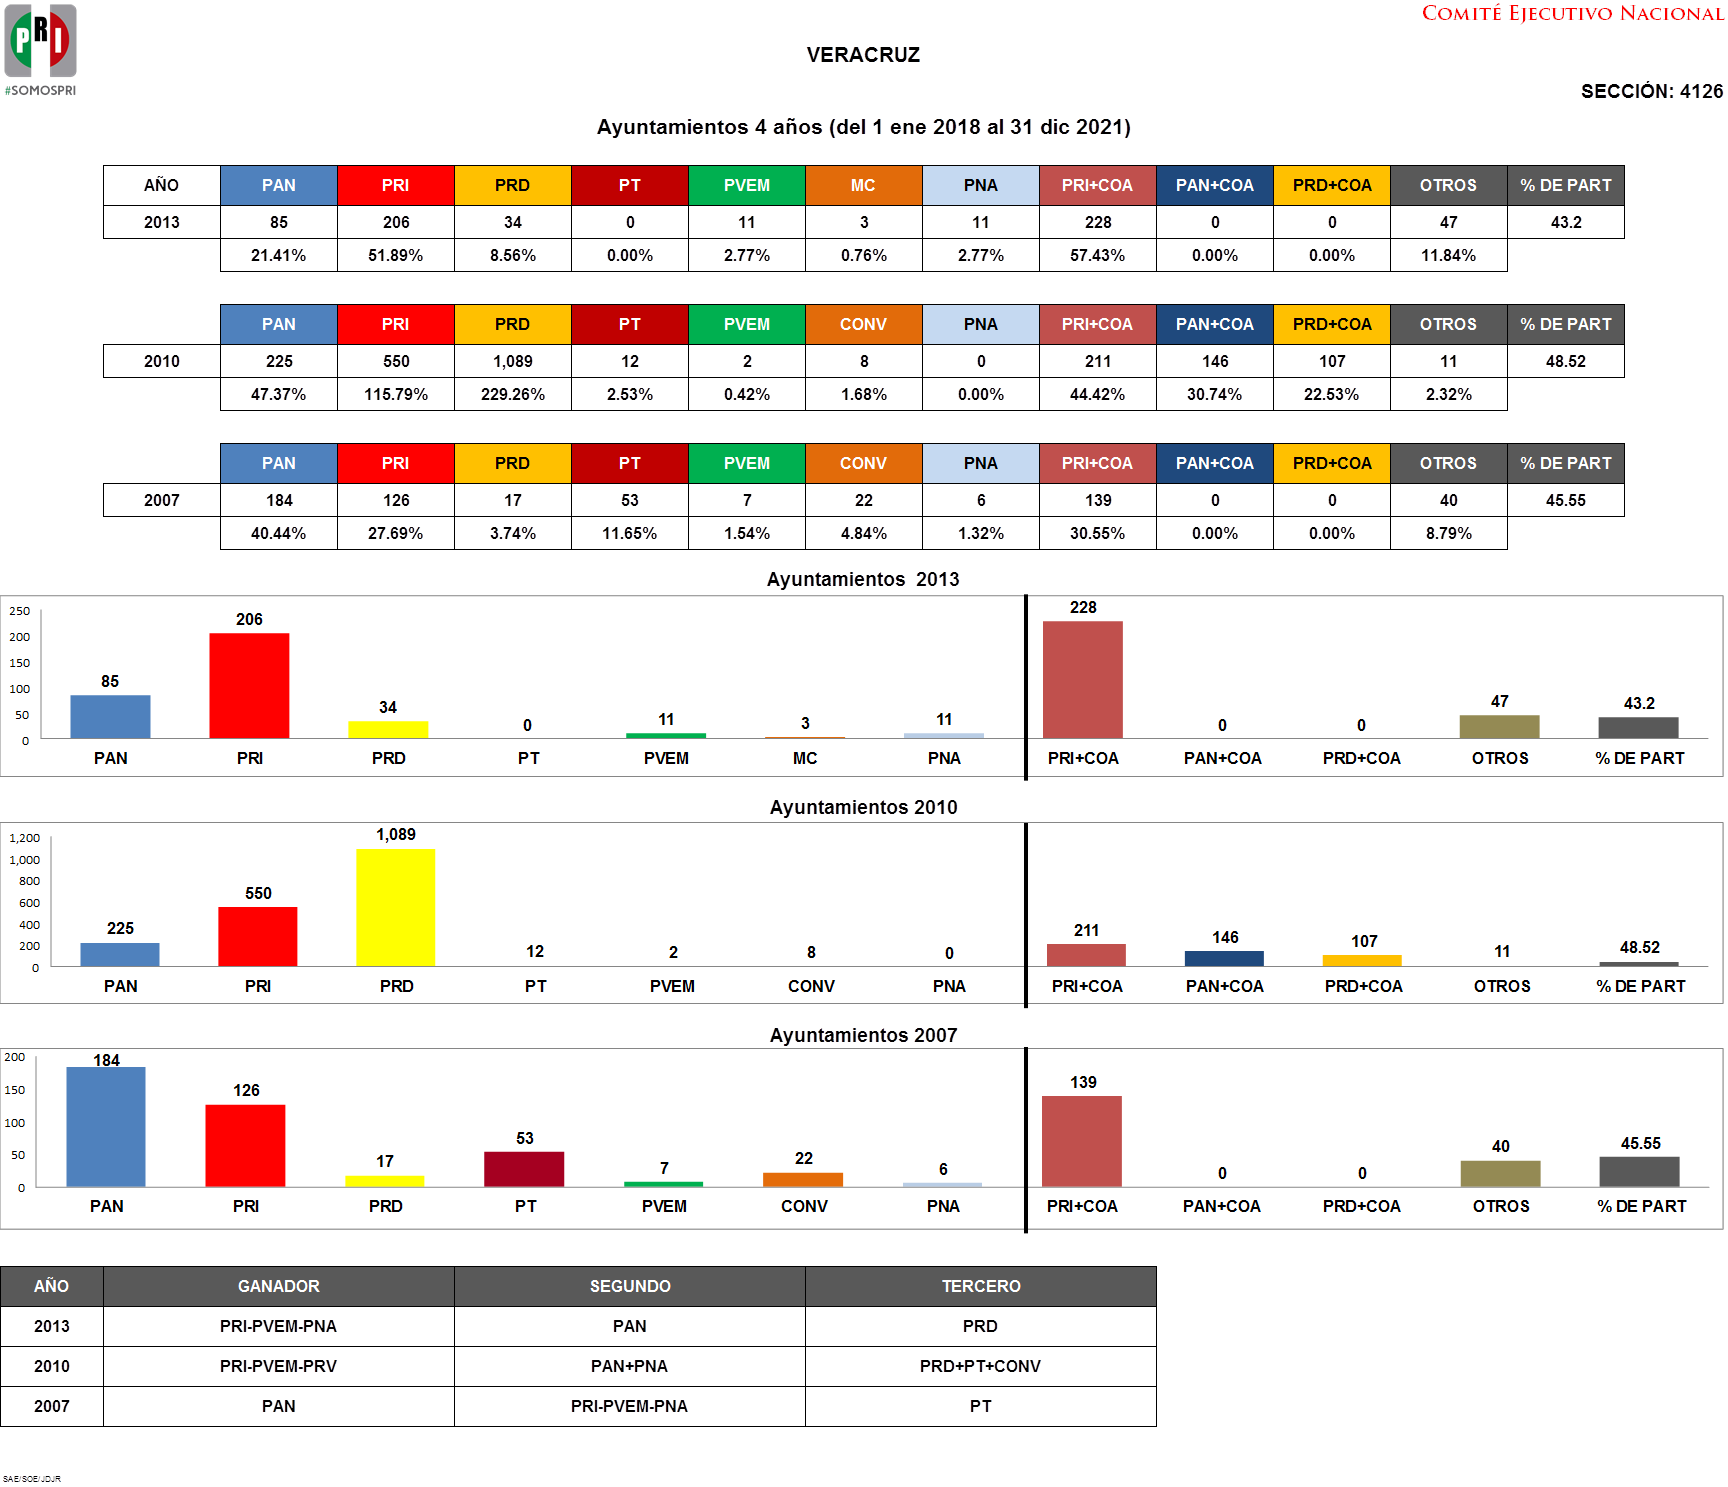 PRI
#SOMOSPRI
COMITÉ EJECUTIVO NACIONAL
VERACRUZ
SECCIÓN: 4126
Ayuntamientos 4 años (del 1 ene 2018 al 31 dic 2021)
AÑO PAN PRI PRD PT PVEM MC PNA PRI+COA PAN+COA PRD+COA OTROS % DE PART
2013 85 206 34 0 11 3 11 228 0 0 47 43.2
21.41% 51.89% 8.56% 0.00% 2.77% 0.76% 2.77% 57.43% 0.00% 0.00% 11.84%
PAN PRI PRD PT PVEM CONV PNA PRI+COA PAN+COA PRD+COA OTROS % DE PART
2010 225 550 1,089 12 2 8 0 211 146 107 11 48.52
47.37% 115.79% 229.26% 2.53% 0.42% 1.68% 0.00% 44.42% 30.74% 22.53% 2.32%
PAN PRI PRD PT PVEM CONV PNA PRI+COA PAN+COA PRD+COA OTROS % DE PART
2007 184 126 17 53 7 22 6 139 0 0 40 45.55
40.44% 27.69% 3.74% 11.65% 1.54% 4.84% 1.32% 30.55% 0.00% 0.00% 8.79%
Ayuntamientos 2013
250
200
150
100
50
0
85 206 34 0 11 3 11 228 0 0 47 43.2
PAN PRI PRD PT PVEM MC PNA PRI+COA PAN+COA PRD+COA OTROS % DE PART
Ayuntamientos 2010
1,200
1,000
800
600
400
200
0
225 550 1,089 12 2 8 0 211 146 107 11 48.52
PAN PRI PRD PT PVEM CONV PNA PRI+COA PAN+COA PRD+COA OTROS % DE PART
Ayuntamientos 2007
200
150
100
50
0
184 126 17 53 7 22 6 139 0 0 40 45.55
PAN PRI PRD PT PVEM CONV PNA PRI+COA PAN+COA PRD+COA OTROS % DE PART
AÑO GANADOR SEGUNDO TERCERO
2013 PRI-PVEM-PNA PAN PRD
2010 PRI-PVEM-PRV PAN+PNA PRD+PT+CONV
2007 PAN PRI-PVEM-PNA PT
SAE/SOE/JDJR